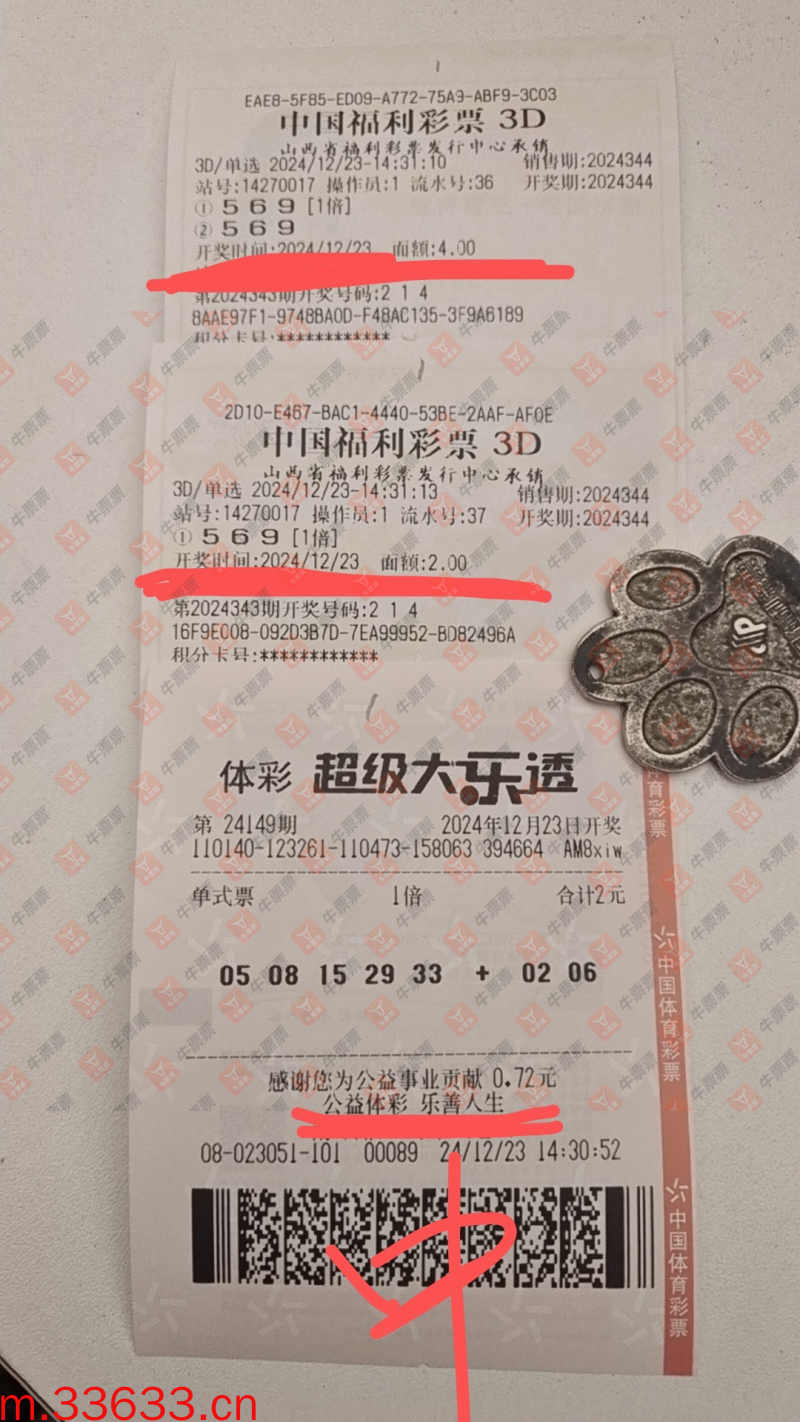 EAE8-5F85-ED09-A772-75A9-ABF9-3C03
中国福利彩票 3D
山西省福利彩票发行中心承销
3D/单选 2024/12/23-14:31:10 销售期:2024344
站号:14270017 操作员:1 流水号:36 开奖期:2024344
① 5 6 9 [1倍]
② 5 6 9
开奖时间:2024/12/23 面额:4.00
第2024343期开奖号码:2 1 4
8AAE97F1-9748BA0D-F48AC135-3F9A6189
积分卡号:************
2D10-E467-BAC1-4440-53BE-2AAF-AF0E
中国福利彩票 3D
山西省福利彩票发行中心承销
3D/单选 2024/12/23-14:31:13 销售期:2024344
站号:14270017 操作员:1 流水号:37 开奖期:2024344
① 5 6 9 [1倍]
开奖时间:2024/12/23 面额:2.00
第2024343期开奖号码:2 1 4
16F9EC08-092D3B7D-7EA99952-BD82496A
积分卡号:************
体彩 超级大乐透
第 24149期 2024年12月23日开奖
110140-123261-110473-158063 394664 AM8xiw
单式票 1倍 合计2元
05 08 15 29 33 + 02 06
感谢您为公益事业贡献 0.72元
公益体彩 乐善人生
08-023051-101 00089 24/12/23 14:30:52
体育彩票
中国体育彩票
中国体育彩票
牛票票
m.33633.cn